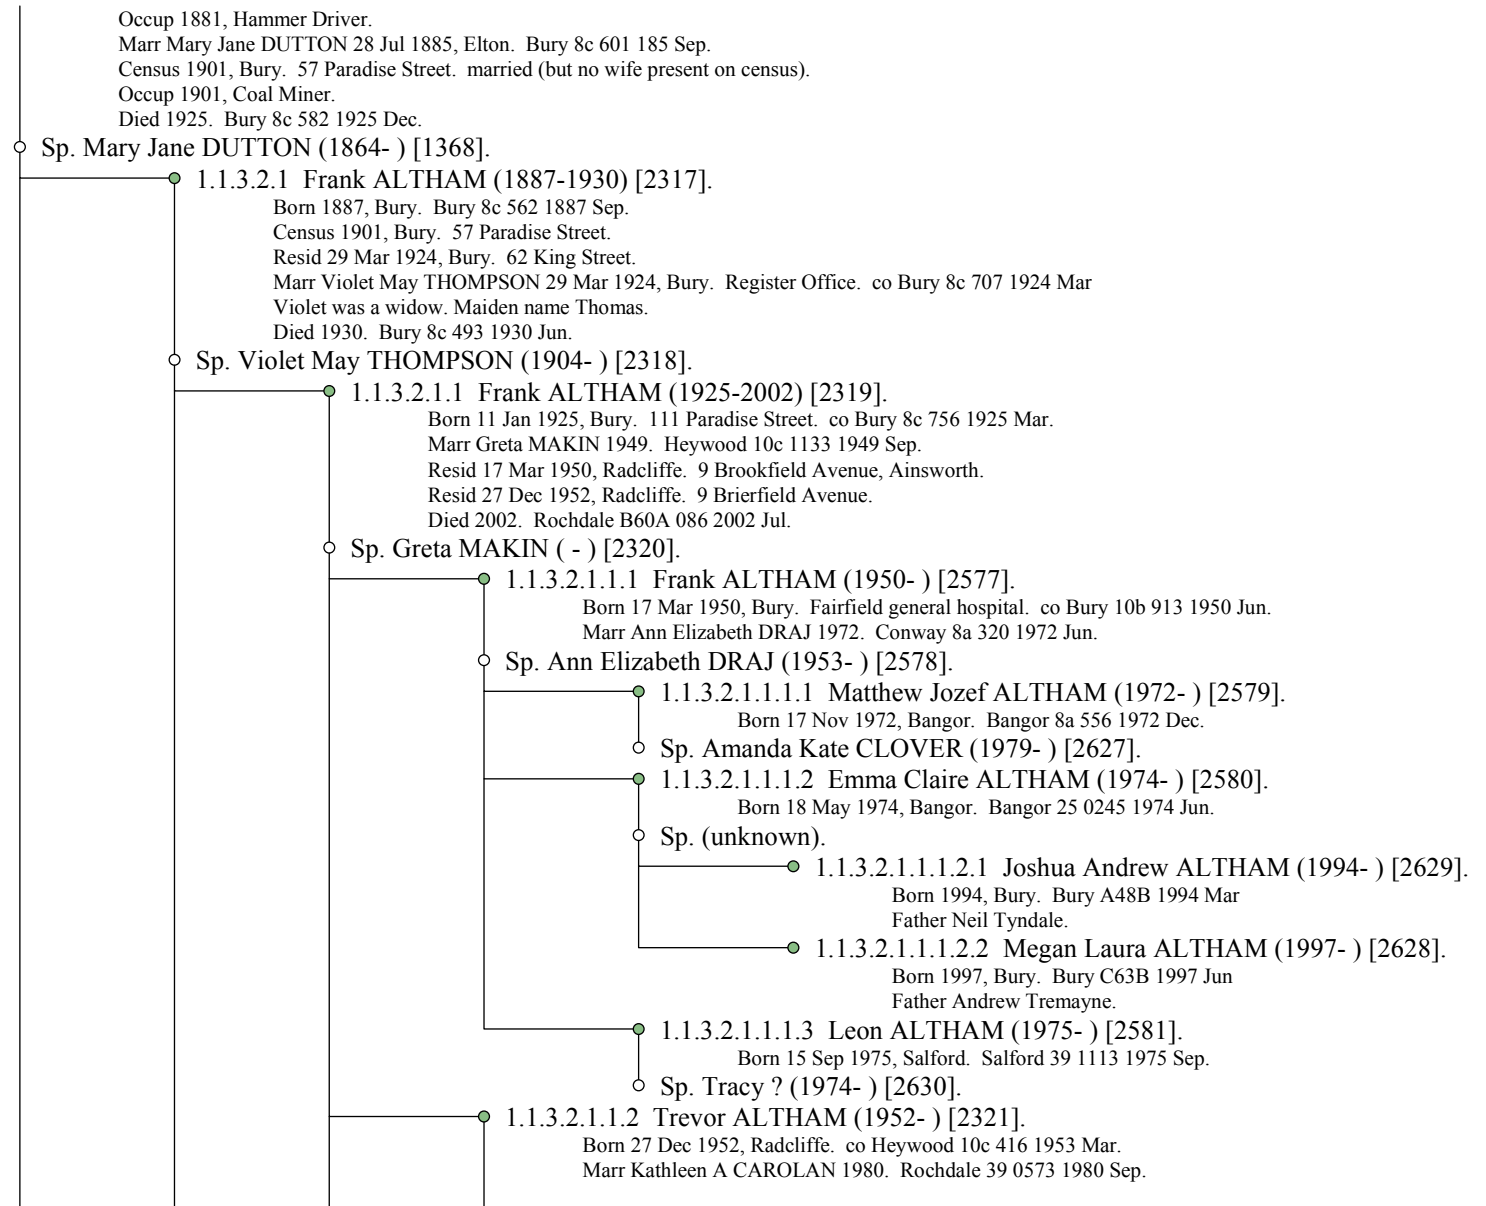 Occup 1881, Hammer Driver.
Marr Mary Jane DUTTON 28 Jul 1885, Elton.  Bury 8c 601 185 Sep.
Census 1901, Bury.  57 Paradise Street.  married (but no wife present on census).
Occup 1901, Coal Miner.
Died 1925.  Bury 8c 582 1925 Dec.
Sp. Mary Jane DUTTON (1864- ) [1368].
1.1.3.2.1  Frank ALTHAM (1887-1930) [2317].
Born 1887, Bury.  Bury 8c 562 1887 Sep.
Census 1901, Bury.  57 Paradise Street.
Resid 29 Mar 1924, Bury.  62 King Street.
Marr Violet May THOMPSON 29 Mar 1924, Bury.  Register Office.  co Bury 8c 707 1924 Mar
Violet was a widow. Maiden name Thomas.
Died 1930.  Bury 8c 493 1930 Jun.
Sp. Violet May THOMPSON (1904- ) [2318].
1.1.3.2.1.1  Frank ALTHAM (1925-2002) [2319].
Born 11 Jan 1925, Bury.  111 Paradise Street.  co Bury 8c 756 1925 Mar.
Marr Greta MAKIN 1949.  Heywood 10c 1133 1949 Sep.
Resid 17 Mar 1950, Radcliffe.  9 Brookfield Avenue, Ainsworth.
Resid 27 Dec 1952, Radcliffe.  9 Brierfield Avenue.
Died 2002.  Rochdale B60A 086 2002 Jul.
Sp. Greta MAKIN ( - ) [2320].
1.1.3.2.1.1.1  Frank ALTHAM (1950- ) [2577].
Born 17 Mar 1950, Bury.  Fairfield general hospital.  co Bury 10b 913 1950 Jun.
Marr Ann Elizabeth DRAJ 1972.  Conway 8a 320 1972 Jun.
Sp. Ann Elizabeth DRAJ (1953- ) [2578].
1.1.3.2.1.1.1.1  Matthew Jozef ALTHAM (1972- ) [2579].
Born 17 Nov 1972, Bangor.  Bangor 8a 556 1972 Dec.
Sp. Amanda Kate CLOVER (1979- ) [2627].
1.1.3.2.1.1.1.2  Emma Claire ALTHAM (1974- ) [2580].
Born 18 May 1974, Bangor.  Bangor 25 0245 1974 Jun.
Sp. (unknown).
1.1.3.2.1.1.1.2.1  Joshua Andrew ALTHAM (1994- ) [2629].
Born 1994, Bury.  Bury A48B 1994 Mar
Father Neil Tyndale.
1.1.3.2.1.1.1.2.2  Megan Laura ALTHAM (1997- ) [2628].
Born 1997, Bury.  Bury C63B 1997 Jun
Father Andrew Tremayne.
1.1.3.2.1.1.1.3  Leon ALTHAM (1975- ) [2581].
Born 15 Sep 1975, Salford.  Salford 39 1113 1975 Sep.
Sp. Tracy ? (1974- ) [2630].
1.1.3.2.1.1.2  Trevor ALTHAM (1952- ) [2321].
Born 27 Dec 1952, Radcliffe.  co Heywood 10c 416 1953 Mar.
Marr Kathleen A CAROLAN 1980.  Rochdale 39 0573 1980 Sep.